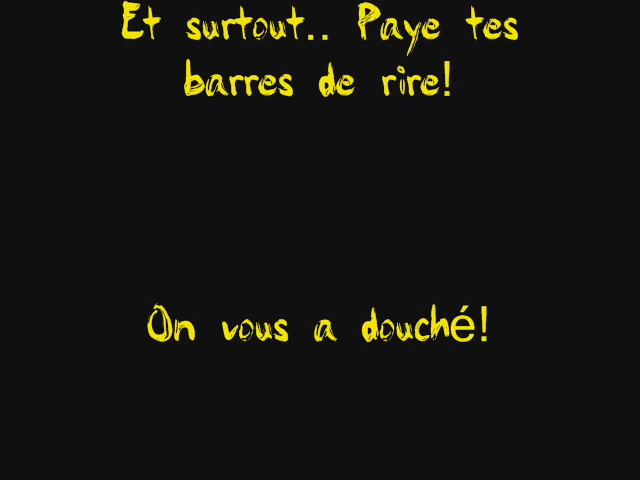 Et surtout.. Paye tes
barres de rire!
On vous a douché!